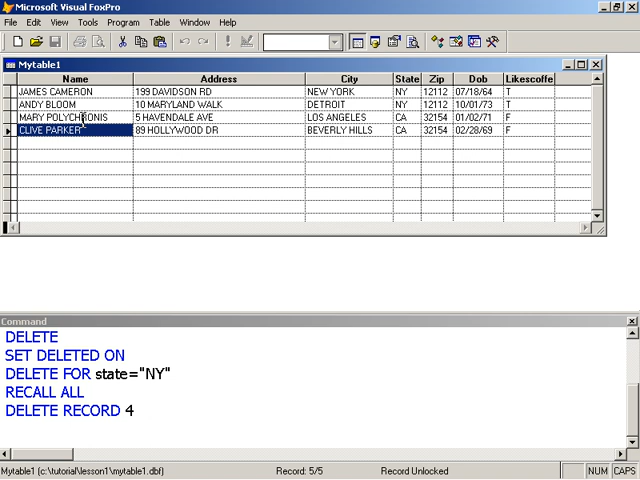 Microsoft Visual FoxPro
File Edit View Tools Program Table Window Help
Mytable1
Name Address City State Zip Dob Likescoffe
JAMES CAMERON 199 DAVIDSON RD NEW YORK NY 12112 07/18/64 T
ANDY BLOOM 10 MARYLAND WALK DETROIT NY 12112 10/01/73 T
MARY POLYCHRONIS 5 HAVENDALE AVE LOS ANGELES CA 32154 01/02/71 F
CLIVE PARKER 89 HOLLYWOOD DR BEVERLY HILLS CA 32154 02/28/69 F
Command
DELETE
SET DELETED ON
DELETE FOR state="NY"
RECALL ALL
DELETE RECORD 4
Mytable1 (c:\tutorial\lesson1\mytable1.dbf) Record: 5/5 Record Unlocked NUM CAPS